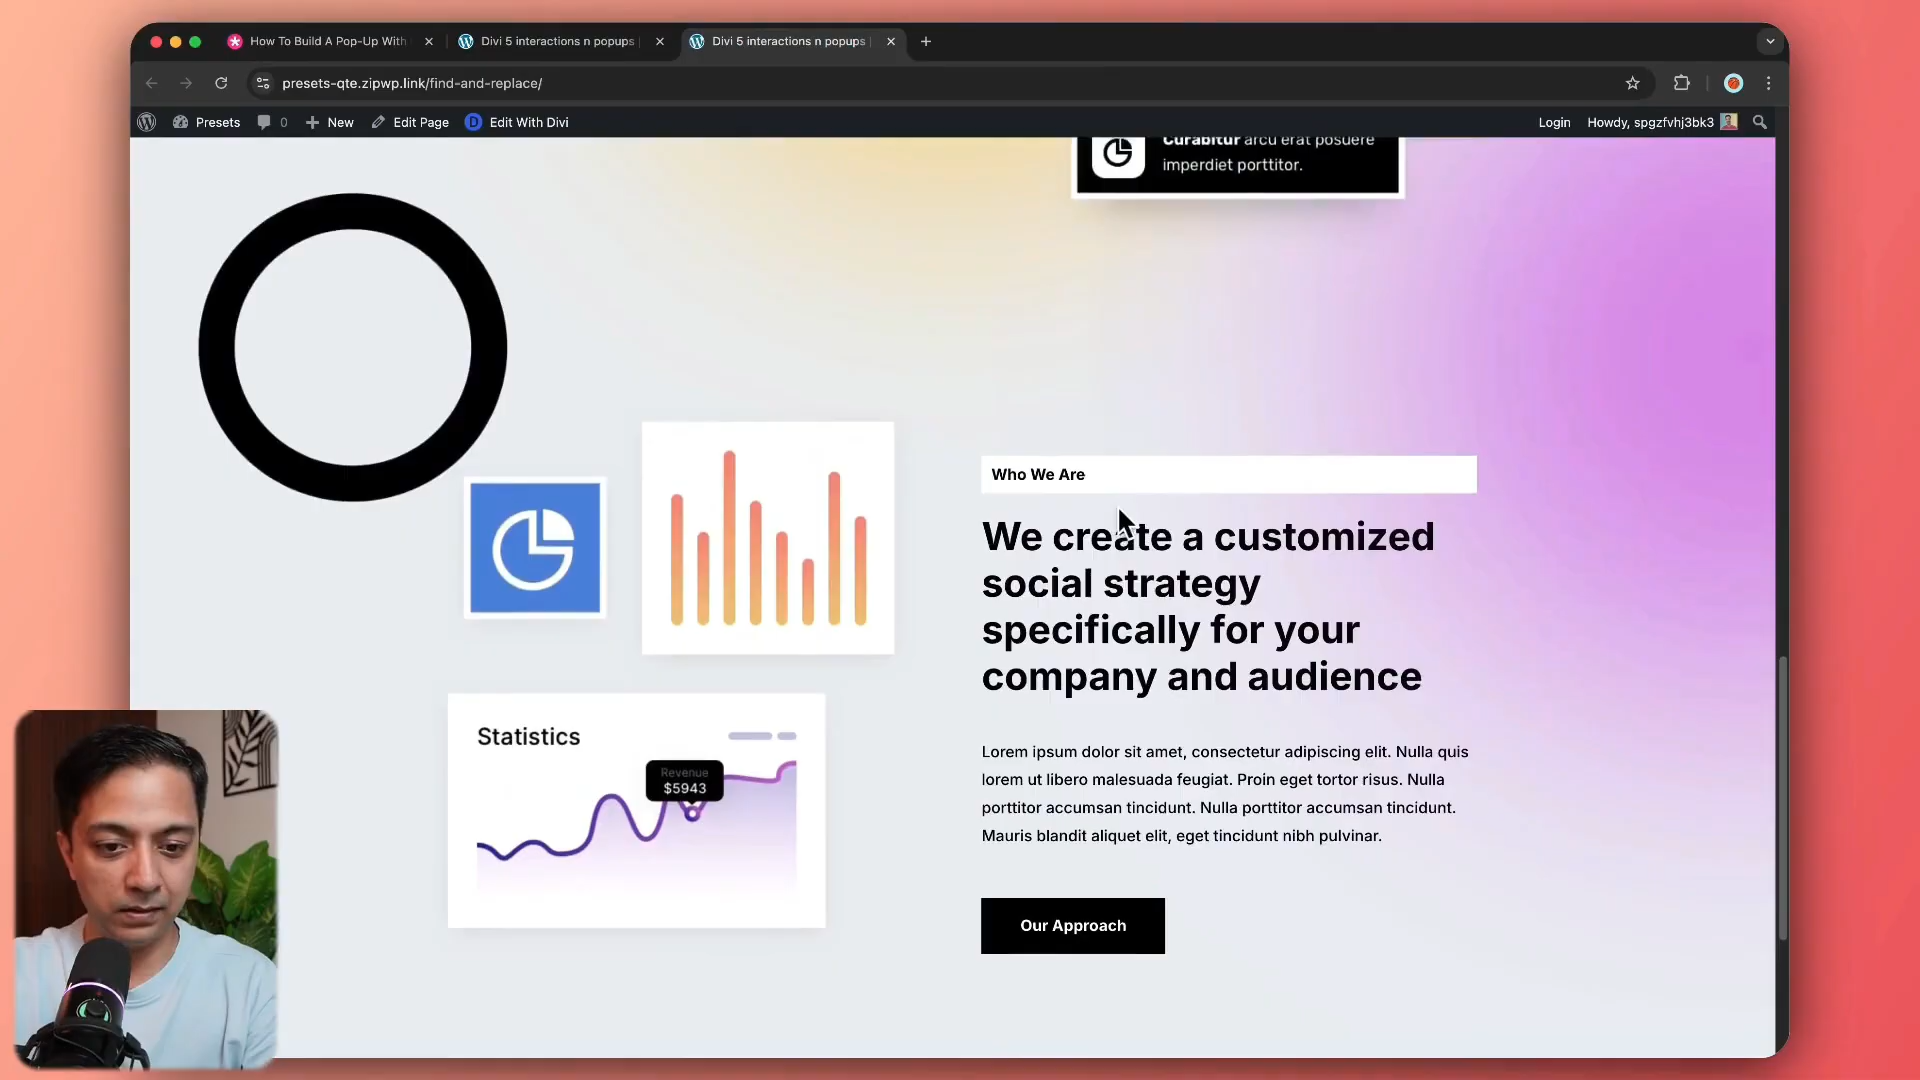 How To Build A Pop-Up With
Divi 5 interactions n popups
Divi 5 interactions n popups
presets-qte.zipwp.link/find-and-replace/
Presets
0
New
Edit Page
D
Edit With Divi
Login
Howdy, spgzfvhj3bk3
Curabitur arcu erat posuere
imperdiet porttitor.
Who We Are
We create a customized
social strategy
specifically for your
company and audience
Statistics
Revenue
$5943
Lorem ipsum dolor sit amet, consectetur adipiscing elit. Nulla quis
lorem ut libero malesuada feugiat. Proin eget tortor risus. Nulla
porttitor accumsan tincidunt. Nulla porttitor accumsan tincidunt.
Mauris blandit aliquet elit, eget tincidunt nibh pulvinar.
Our Approach